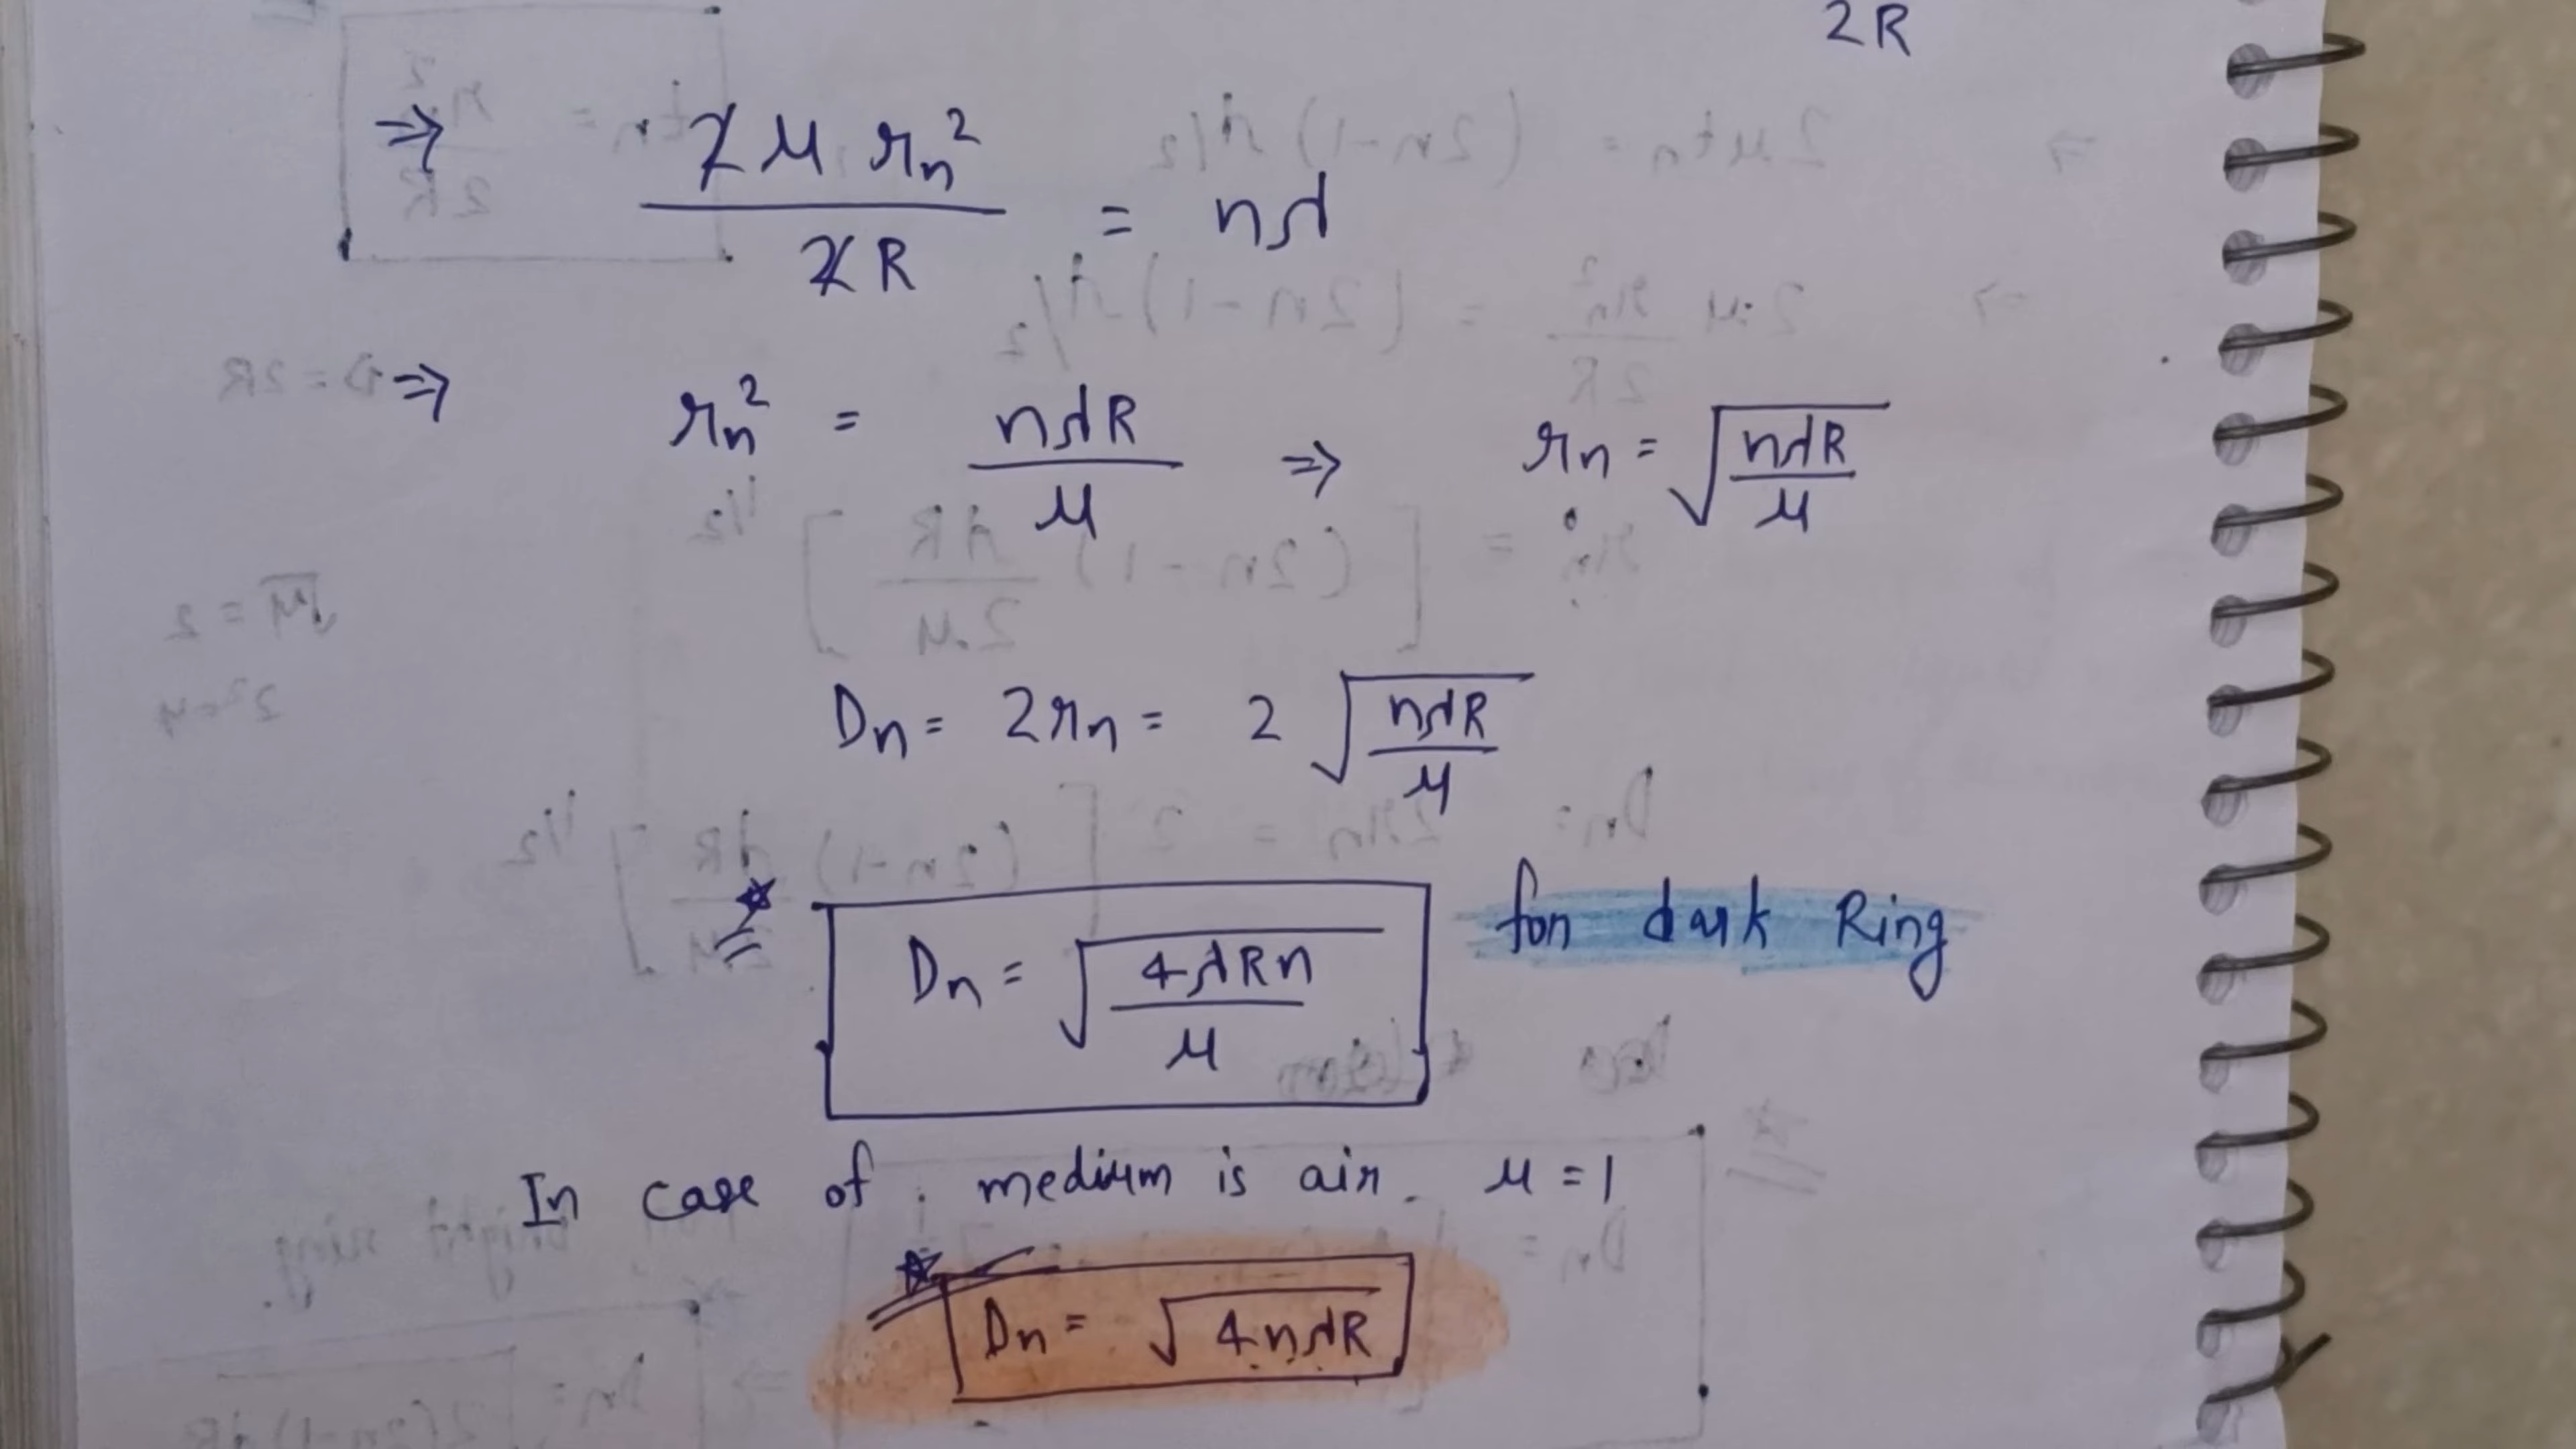 2R
⇒ 2μ rn² / 2R = nλ
⇒ rn² = nλR / μ ⇒ rn = √(nλR / μ)
Dn = 2rn = 2 √(nλR / μ)
Dn = √(4λRn / μ) for dark Ring
In case of . medium is air. μ = 1
Dn = √(4nλR)